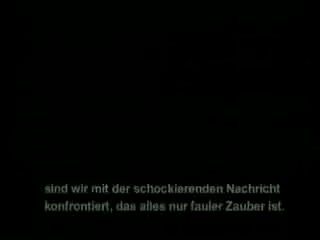 sind wir mit der schockierenden Nachricht
konfrontiert, das alles nur fauler Zauber ist.